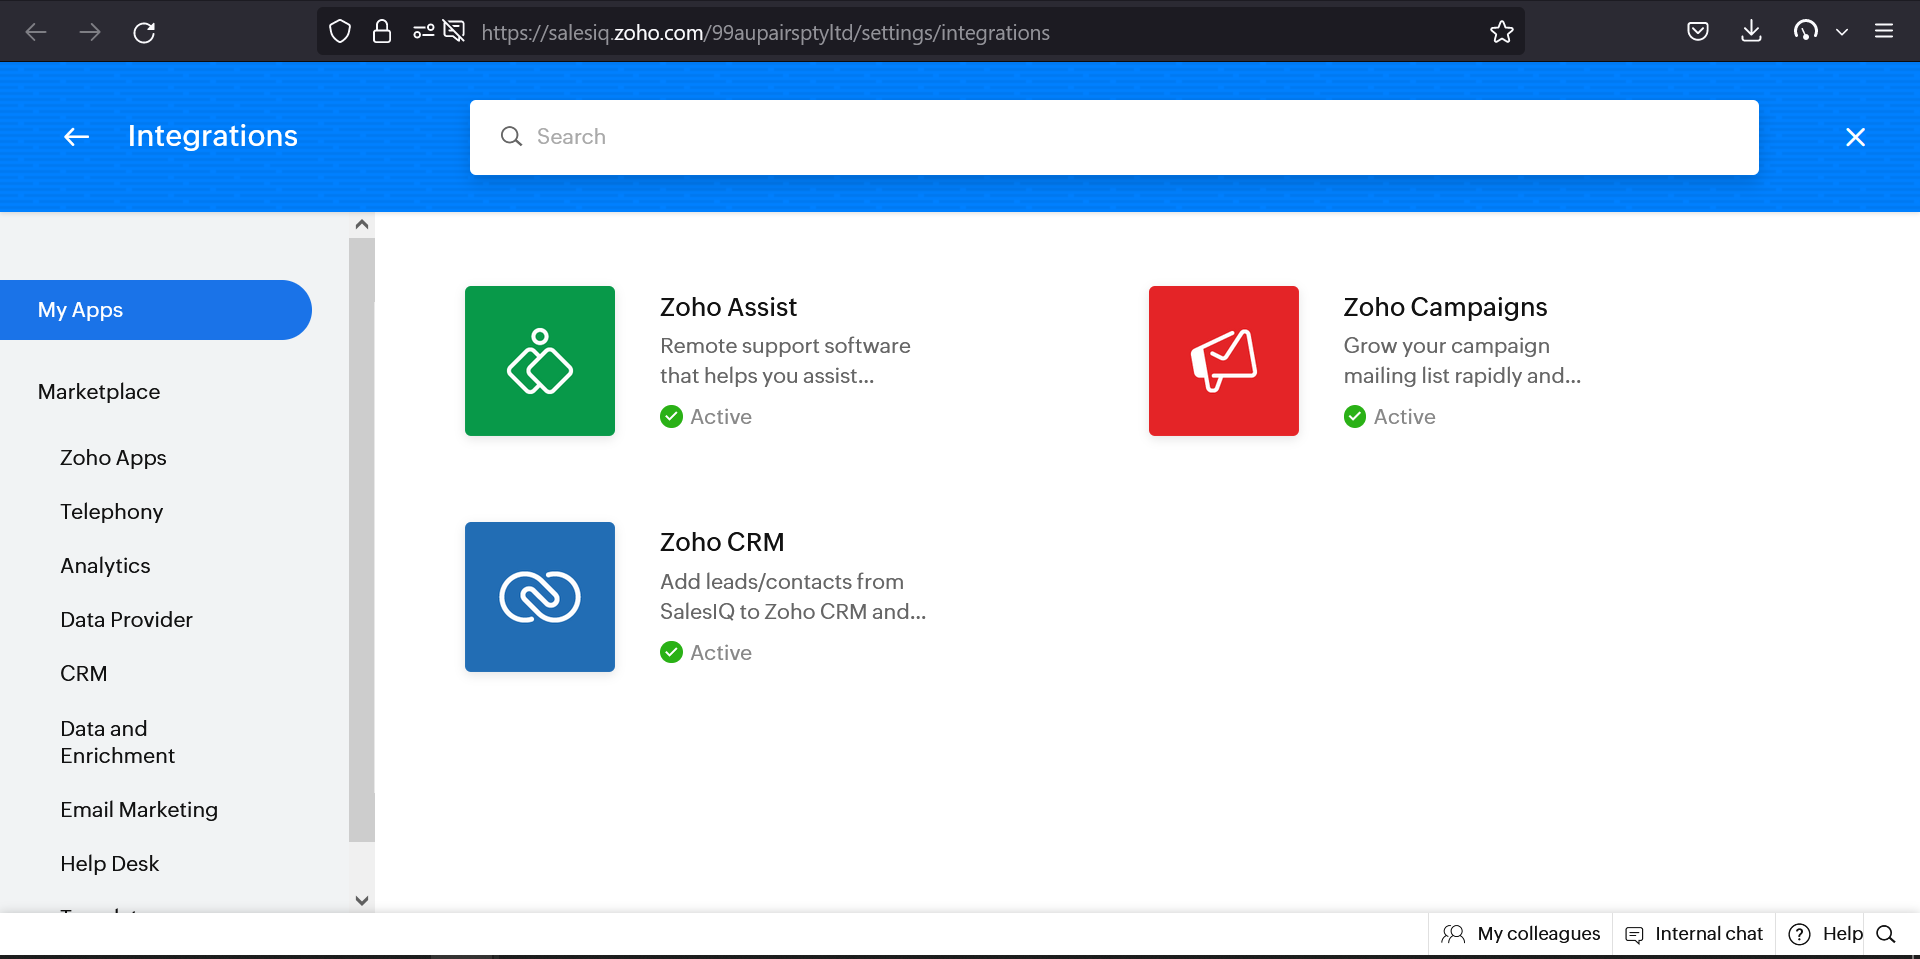 https://salesiq.zoho.com/99aupairsptyltd/settings/integrations
Integrations
Search
My Apps
Marketplace
Zoho Apps
Telephony
Analytics
Data Provider
CRM
Data and
Enrichment
Email Marketing
Help Desk
Zoho Assist
Remote support software
that helps you assist...
Active
Zoho Campaigns
Grow your campaign
mailing list rapidly and...
Active
Zoho CRM
Add leads/contacts from
SalesIQ to Zoho CRM and...
Active
My colleagues
Internal chat
Help